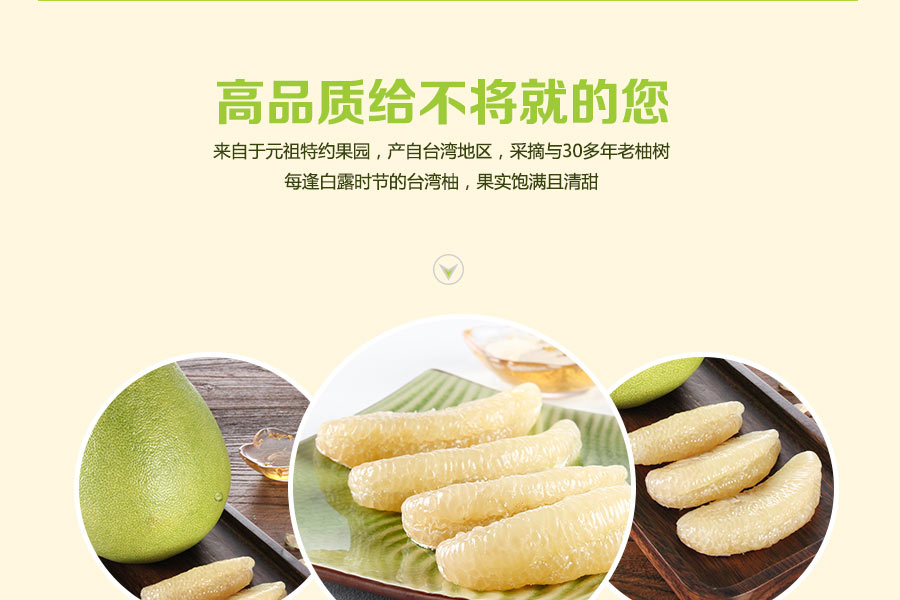 高品质给不将就的您
来自于元祖特约果园，产自台湾地区，采摘与30多年老柚树
每逢白露时节的台湾柚，果实饱满且清甜